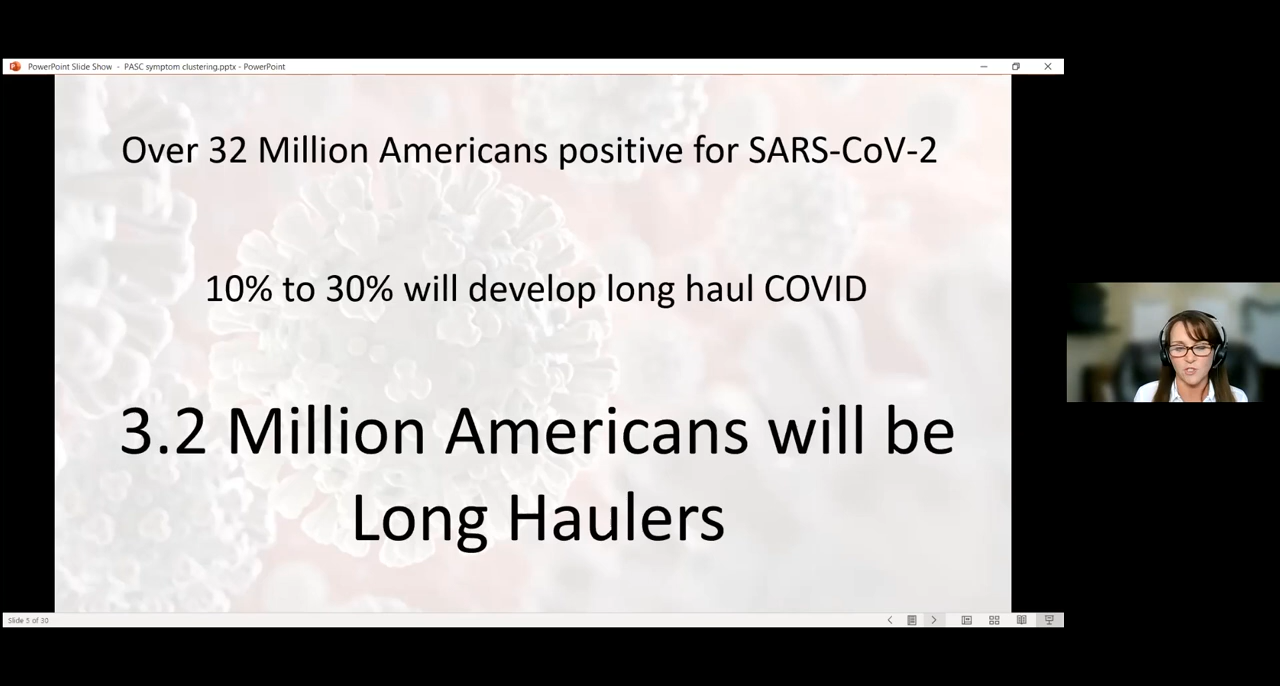 PowerPoint Slide Show - PASC symptom clustering.pptx - PowerPoint
Over 32 Million Americans positive for SARS-CoV-2
10% to 30% will develop long haul COVID
3.2 Million Americans will be
Long Haulers
Slide 5 of 30